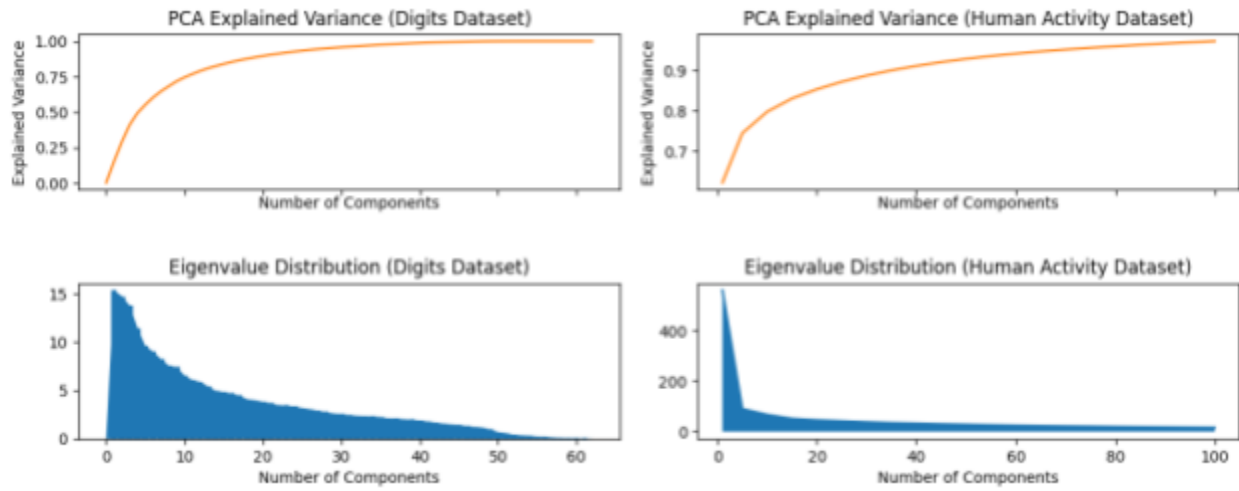 PCA Explained Variance (Digits Dataset)
1.00
0.75
0.50
0.25
0.00
Explained Variance
Number of Components
PCA Explained Variance (Human Activity Dataset)
0.9
0.8
0.7
Explained Variance
Number of Components
Eigenvalue Distribution (Digits Dataset)
15
10
5
0
0 10 20 30 40 50 60
Number of Components
Eigenvalue Distribution (Human Activity Dataset)
400
200
0
0 20 40 60 80 100
Number of Components